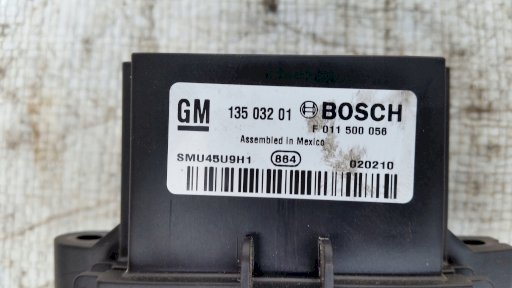 GM 135 032 01 BOSCH
F 011 500 056
Assembled in Mexico
SMU45U9H1 864 020210